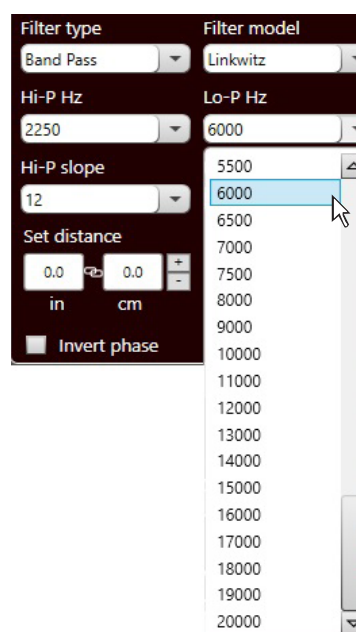 Filter type Filter model
Band Pass Linkwitz
Hi-P Hz Lo-P Hz
2250 6000
Hi-P slope
12
Set distance
0.0 0.0 + -
in cm
Invert phase
5500
6000
6500
7000
7500
8000
9000
10000
11000
12000
13000
14000
15000
16000
17000
18000
19000
20000